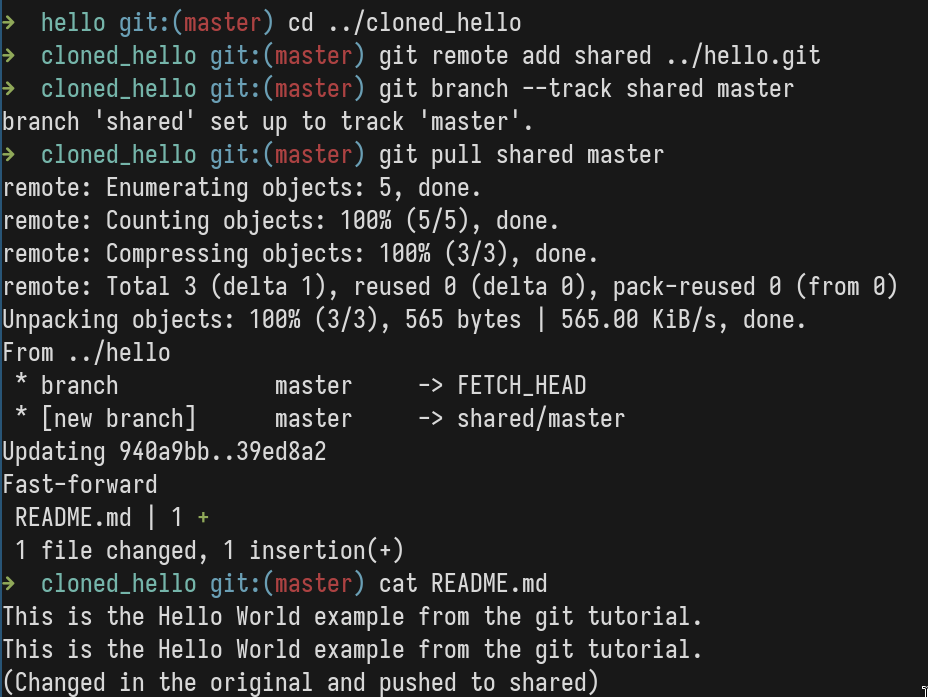 →  hello git:(master) cd ../cloned_hello
→  cloned_hello git:(master) git remote add shared ../hello.git
→  cloned_hello git:(master) git branch --track shared master
branch 'shared' set up to track 'master'.
→  cloned_hello git:(master) git pull shared master
remote: Enumerating objects: 5, done.
remote: Counting objects: 100% (5/5), done.
remote: Compressing objects: 100% (3/3), done.
remote: Total 3 (delta 1), reused 0 (delta 0), pack-reused 0 (from 0)
Unpacking objects: 100% (3/3), 565 bytes | 565.00 KiB/s, done.
From ../hello
 * branch            master     -> FETCH_HEAD
 * [new branch]      master     -> shared/master
Updating 940a9bb..39ed8a2
Fast-forward
 README.md | 1 +
 1 file changed, 1 insertion(+)
→  cloned_hello git:(master) cat README.md
This is the Hello World example from the git tutorial.
This is the Hello World example from the git tutorial.
(Changed in the original and pushed to shared)